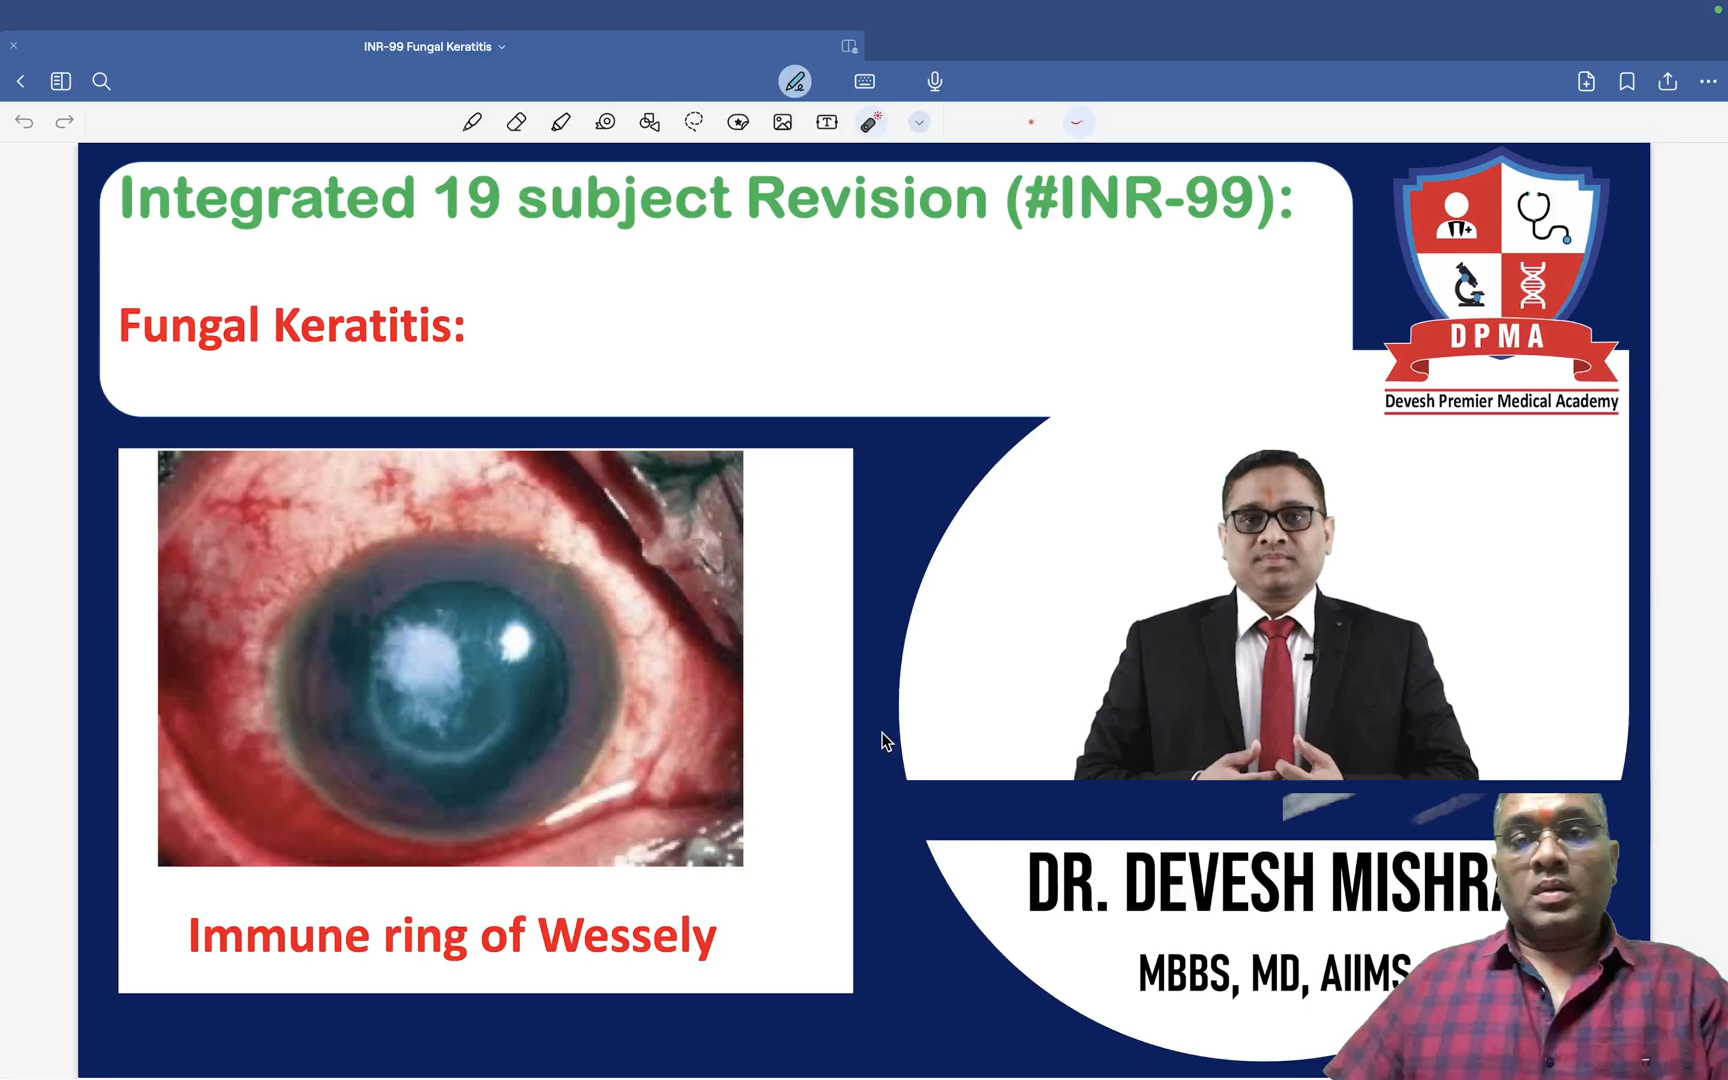 INR-99 Fungal Keratitis
Integrated 19 subject Revision (#INR-99):
Fungal Keratitis:
DPMA
Devesh Premier Medical Academy
Immune ring of Wessely
DR. DEVESH MISHRA
MBBS, MD, AIIMS